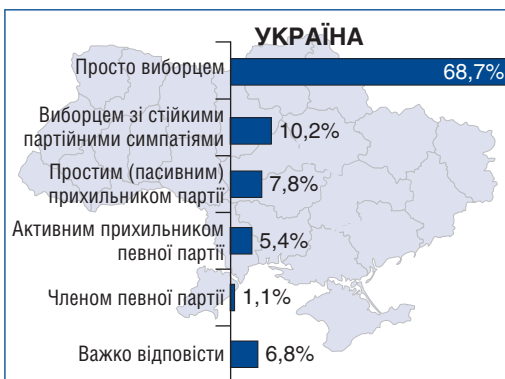 УКРАЇНА
Просто виборцем
68,7%
Виборцем зі стійкими
партійними симпатіями
10,2%
Простим (пасивним)
прихильником партії
7,8%
Активним прихильником
певної партії
5,4%
Членом певної партії
1,1%
Важко відповісти
6,8%